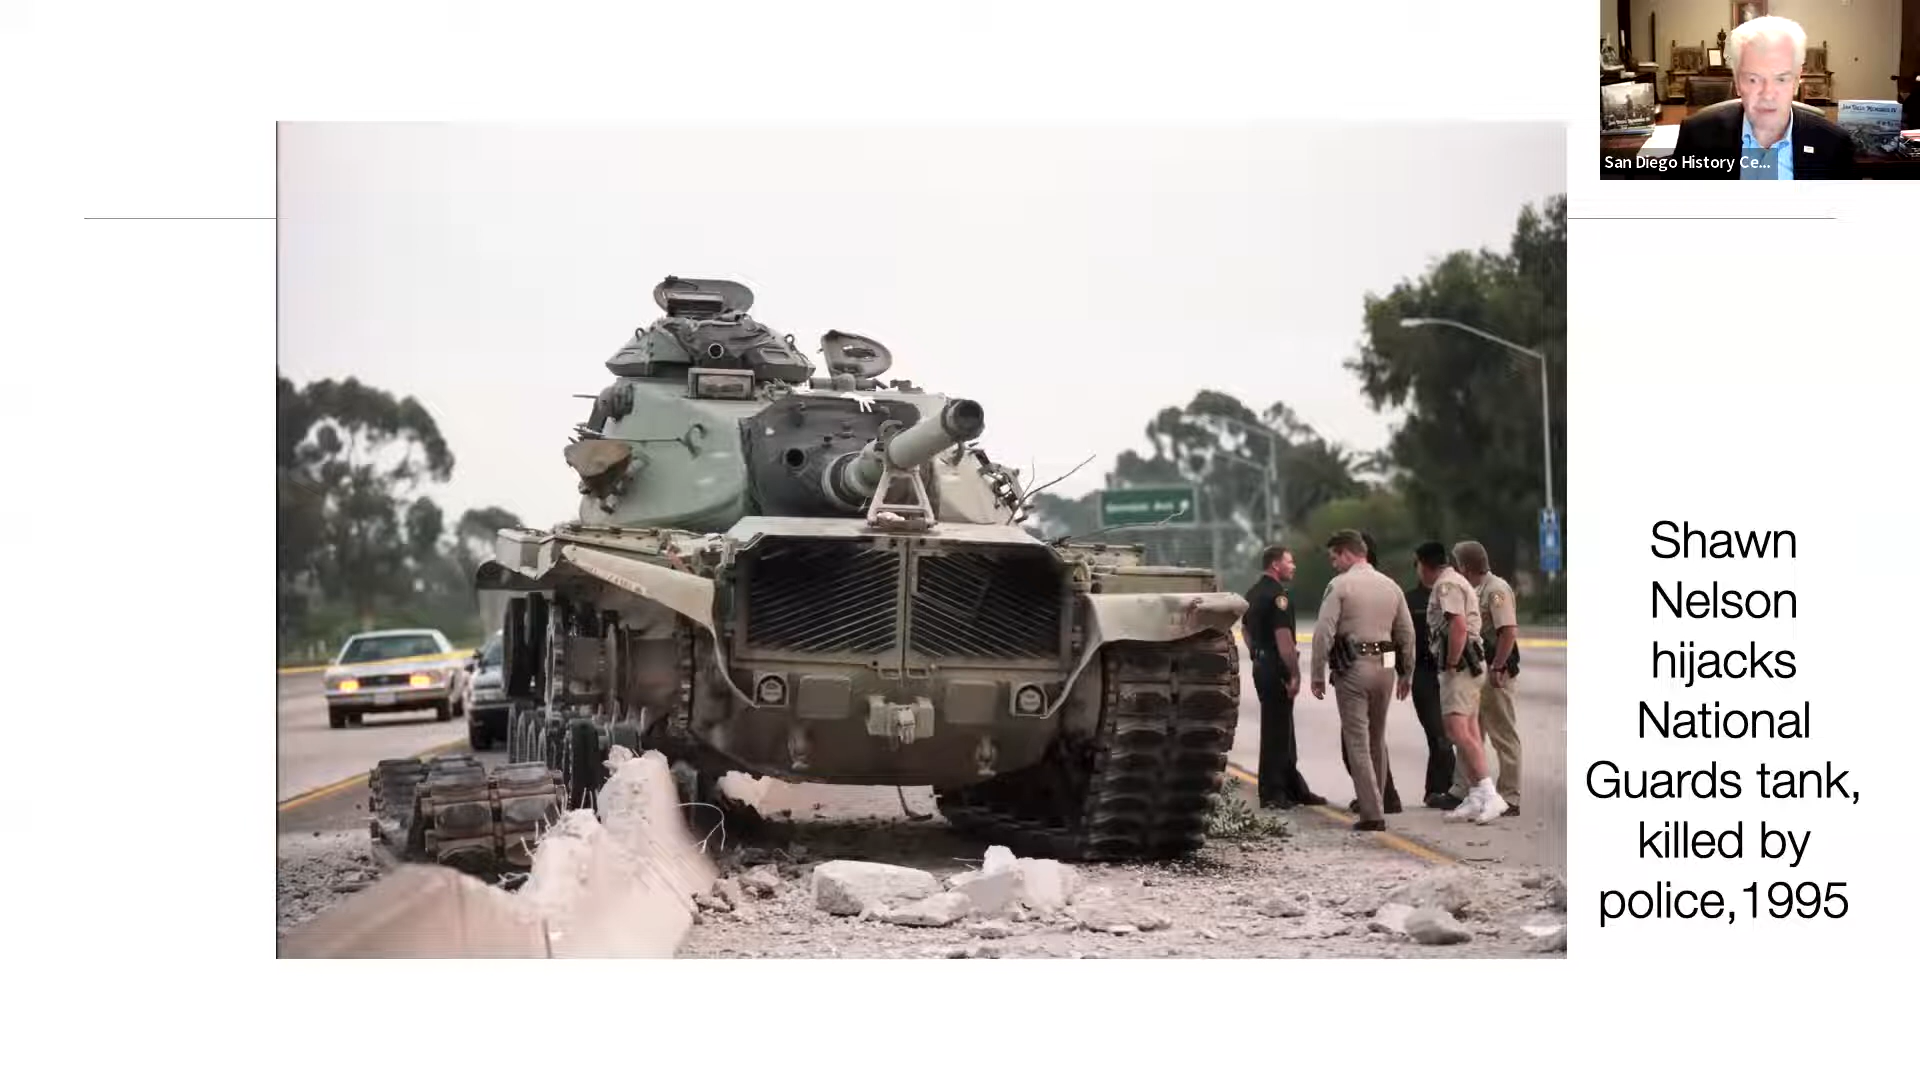 San Diego History Ce...
Shawn
Nelson
hijacks
National
Guards tank,
killed by
police,1995